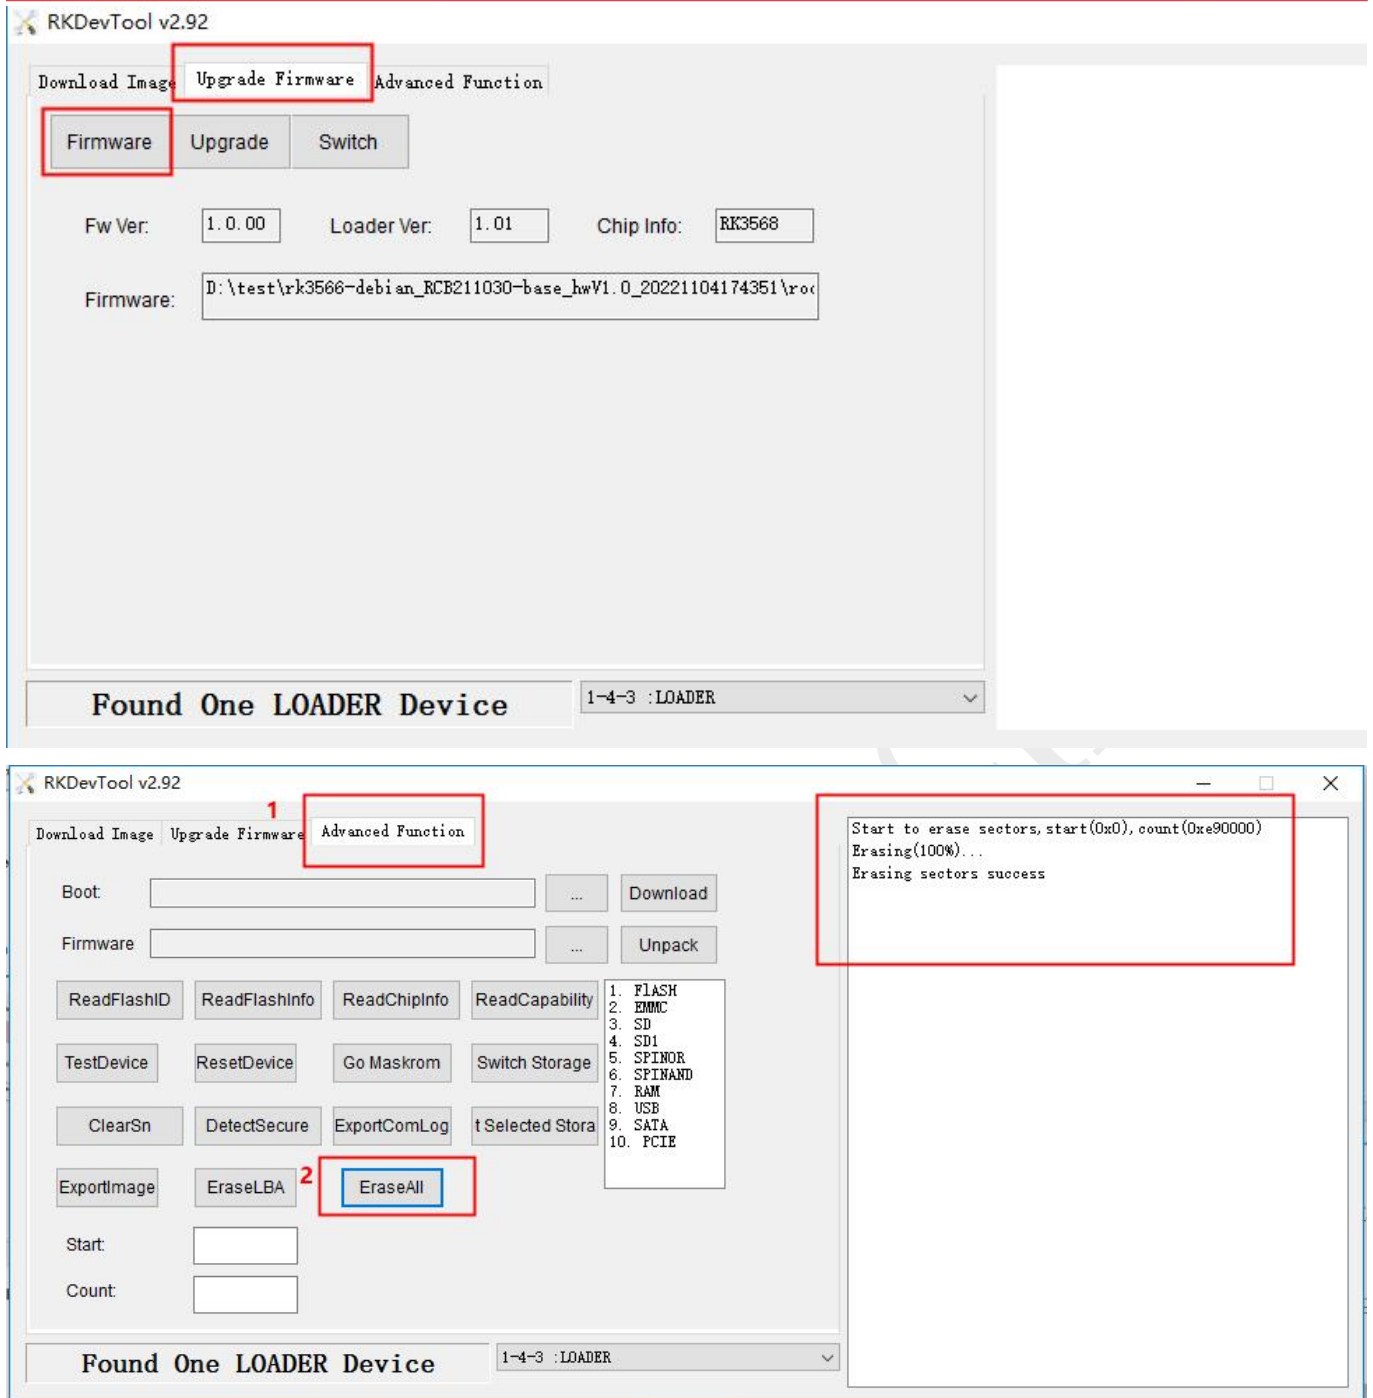 RKDevTool v2.92
Download Image Upgrade Firmware Advanced Function
Firmware Upgrade Switch
Fw Ver: 1.0.00 Loader Ver: 1.01 Chip Info: RK3568
Firmware: D:\test\rk3566-debian_RCB211030-base_hwV1.0_20221104174351\roc
Found One LOADER Device 1-4-3 :LOADER
RKDevTool v2.92
1
Download Image Upgrade Firmware Advanced Function
Boot: ... Download
Firmware ... Unpack
ReadFlashID ReadFlashInfo ReadChipInfo ReadCapability
TestDevice ResetDevice Go Maskrom Switch Storage
ClearSn DetectSecure ExportComLog t Selected Stora
1. FlASH
2. EMMC
3. SD
4. SD1
5. SPINOR
6. SPINAND
7. RAM
8. USB
9. SATA
10. PCIE
ExportImage EraseLBA 2 EraseAll
Start:
Count:
Found One LOADER Device 1-4-3 :LOADER
Start to erase sectors,start(0x0),count(0xe90000)
Erasing(100%)...
Erasing sectors success